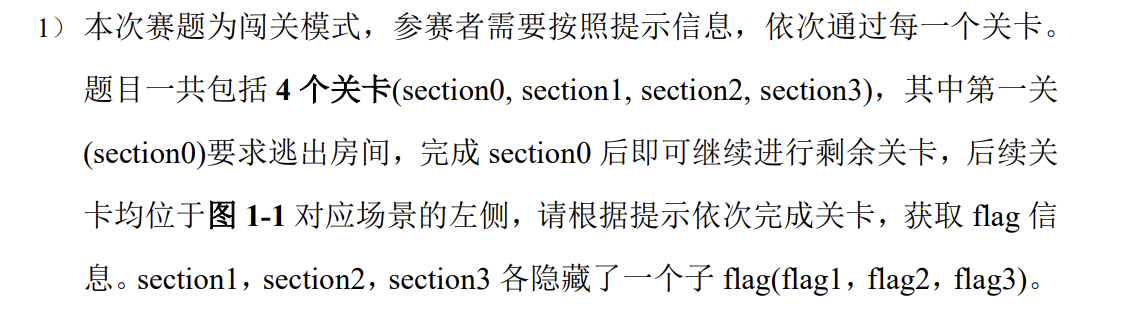 1） 本次赛题为闯关模式，参赛者需要按照提示信息，依次通过每一个关卡。
题目一共包括 4 个关卡(section0, section1, section2, section3)，其中第一关
(section0)要求逃出房间，完成 section0 后即可继续进行剩余关卡，后续关
卡均位于图 1-1 对应场景的左侧，请根据提示依次完成关卡，获取 flag 信
息。section1，section2，section3 各隐藏了一个子 flag(flag1，flag2，flag3)。